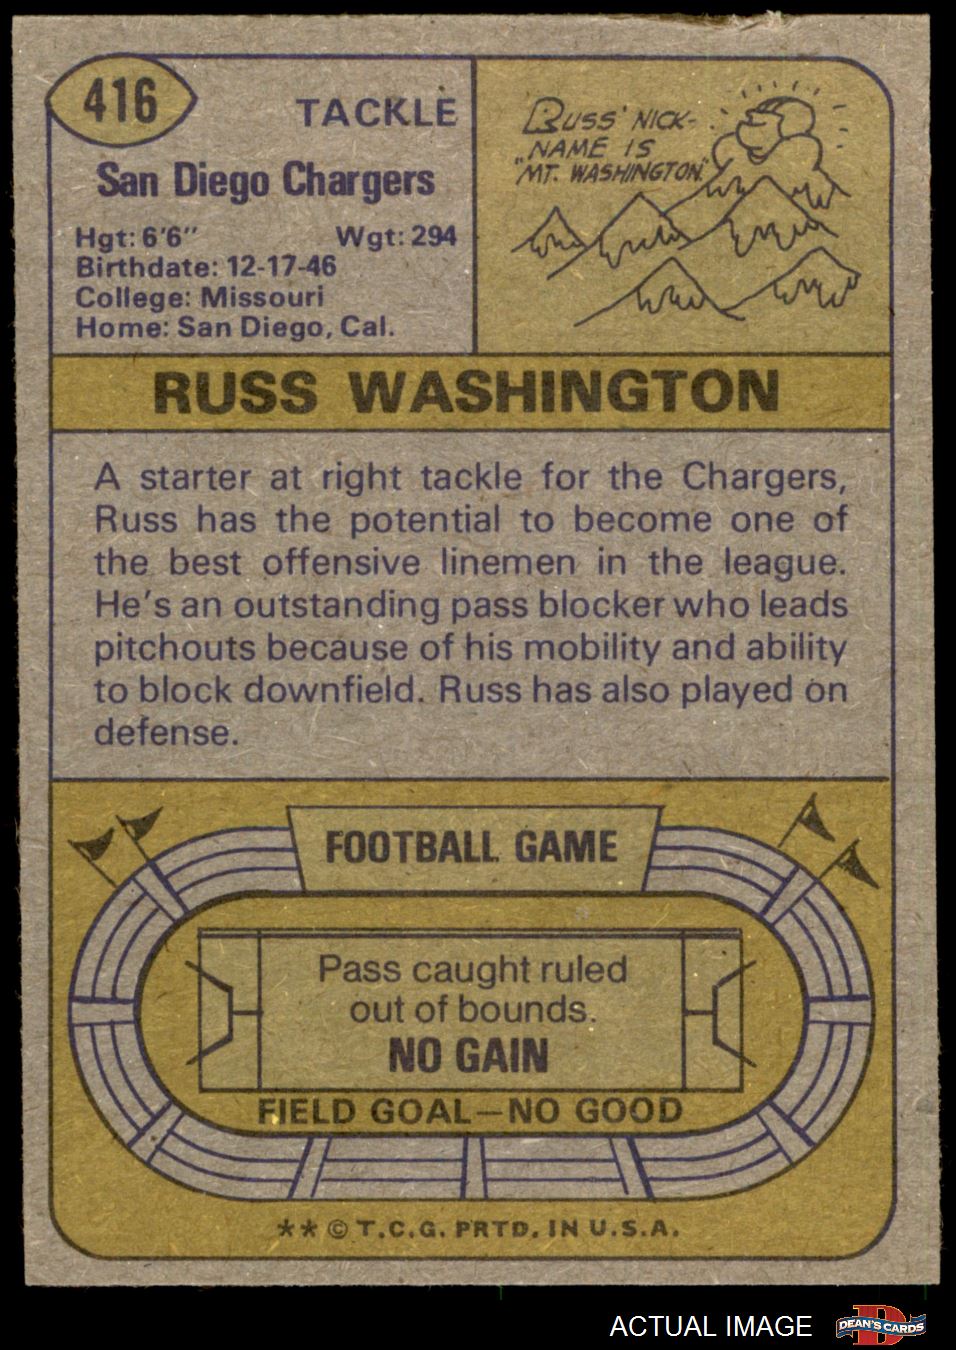 416
TACKLE
San Diego Chargers
Hgt: 6'6" Wgt: 294
Birthdate: 12-17-46
College: Missouri
Home: San Diego, Cal.
RUSS' NICK-
NAME IS
"MT. WASHINGTON."
RUSS WASHINGTON
A starter at right tackle for the Chargers,
Russ has the potential to become one of
the best offensive linemen in the league.
He's an outstanding pass blocker who leads
pitchouts because of his mobility and ability
to block downfield. Russ has also played on
defense.
FOOTBALL GAME
Pass caught ruled
out of bounds.
NO GAIN
FIELD GOAL—NO GOOD
** © T.C.G. PRTD. IN U.S.A.
ACTUAL IMAGE
D
DEAN'S CARDS